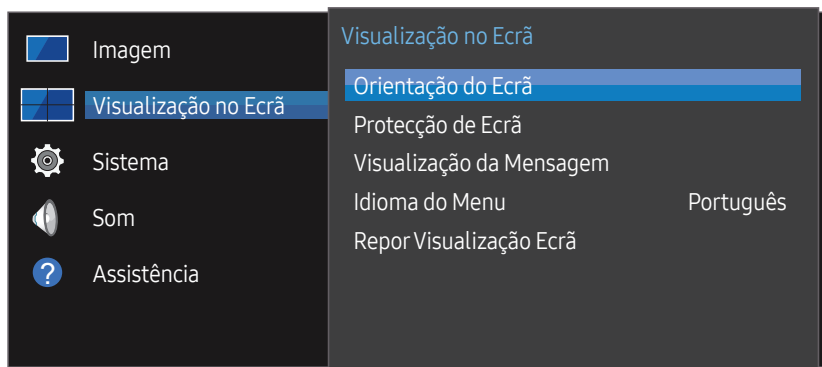 Imagem
Visualização no Ecrã
Sistema
Som
Assistência
Visualização no Ecrã
Orientação do Ecrã
Protecção de Ecrã
Visualização da Mensagem
Idioma do Menu Português
Repor Visualização Ecrã